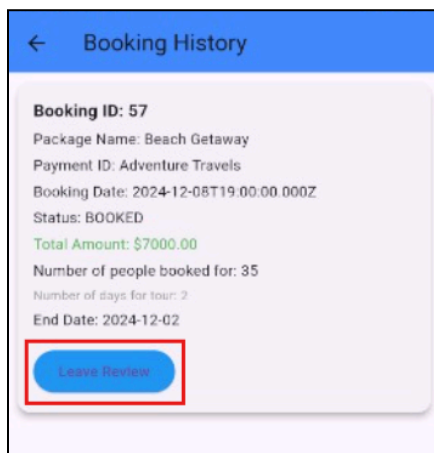 Booking History
Booking ID: 57
Package Name: Beach Getaway
Payment ID: Adventure Travels
Booking Date: 2024-12-08T19:00:00.000Z
Status: BOOKED
Total Amount: $7000.00
Number of people booked for: 35
Number of days for tour: 2
End Date: 2024-12-02
Leave Review